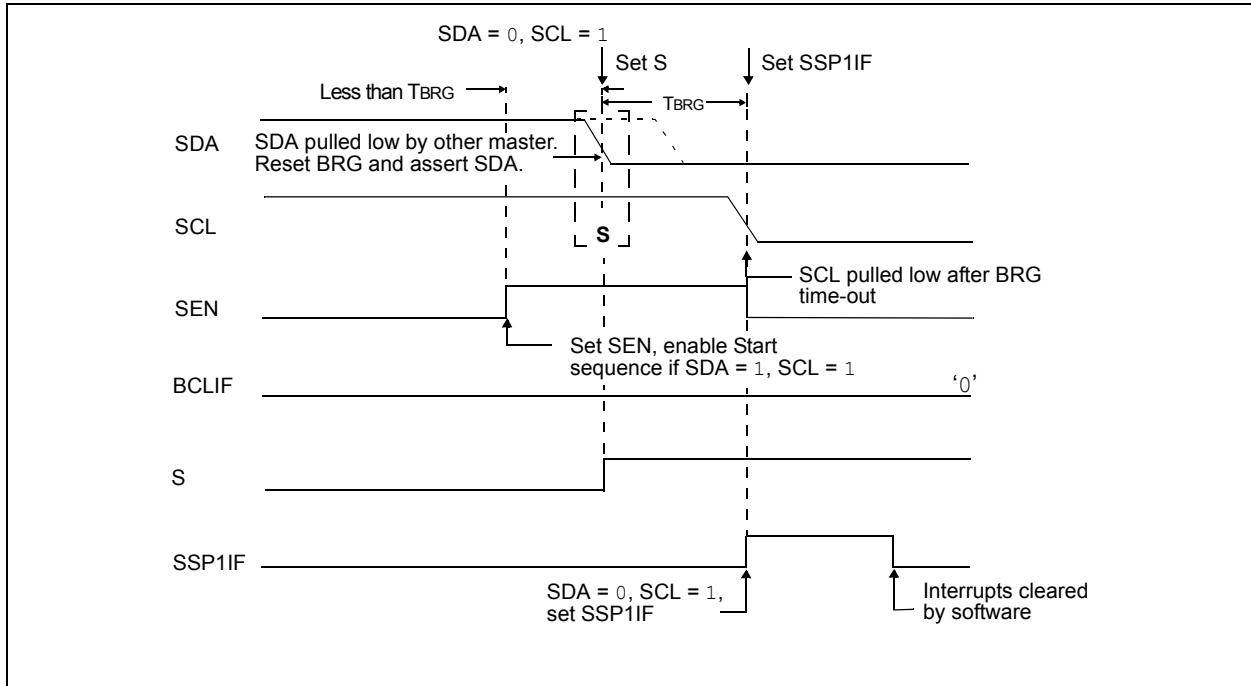 SDA = 0, SCL = 1
Set S
Set SSP1IF
Less than TBRG
TBRG
SDA
SDA pulled low by other master.
Reset BRG and assert SDA.
SCL
S
SCL pulled low after BRG
time-out
SEN
Set SEN, enable Start
sequence if SDA = 1, SCL = 1
BCLIF
‘0’
S
SSP1IF
SDA = 0, SCL = 1,
set SSP1IF
Interrupts cleared
by software